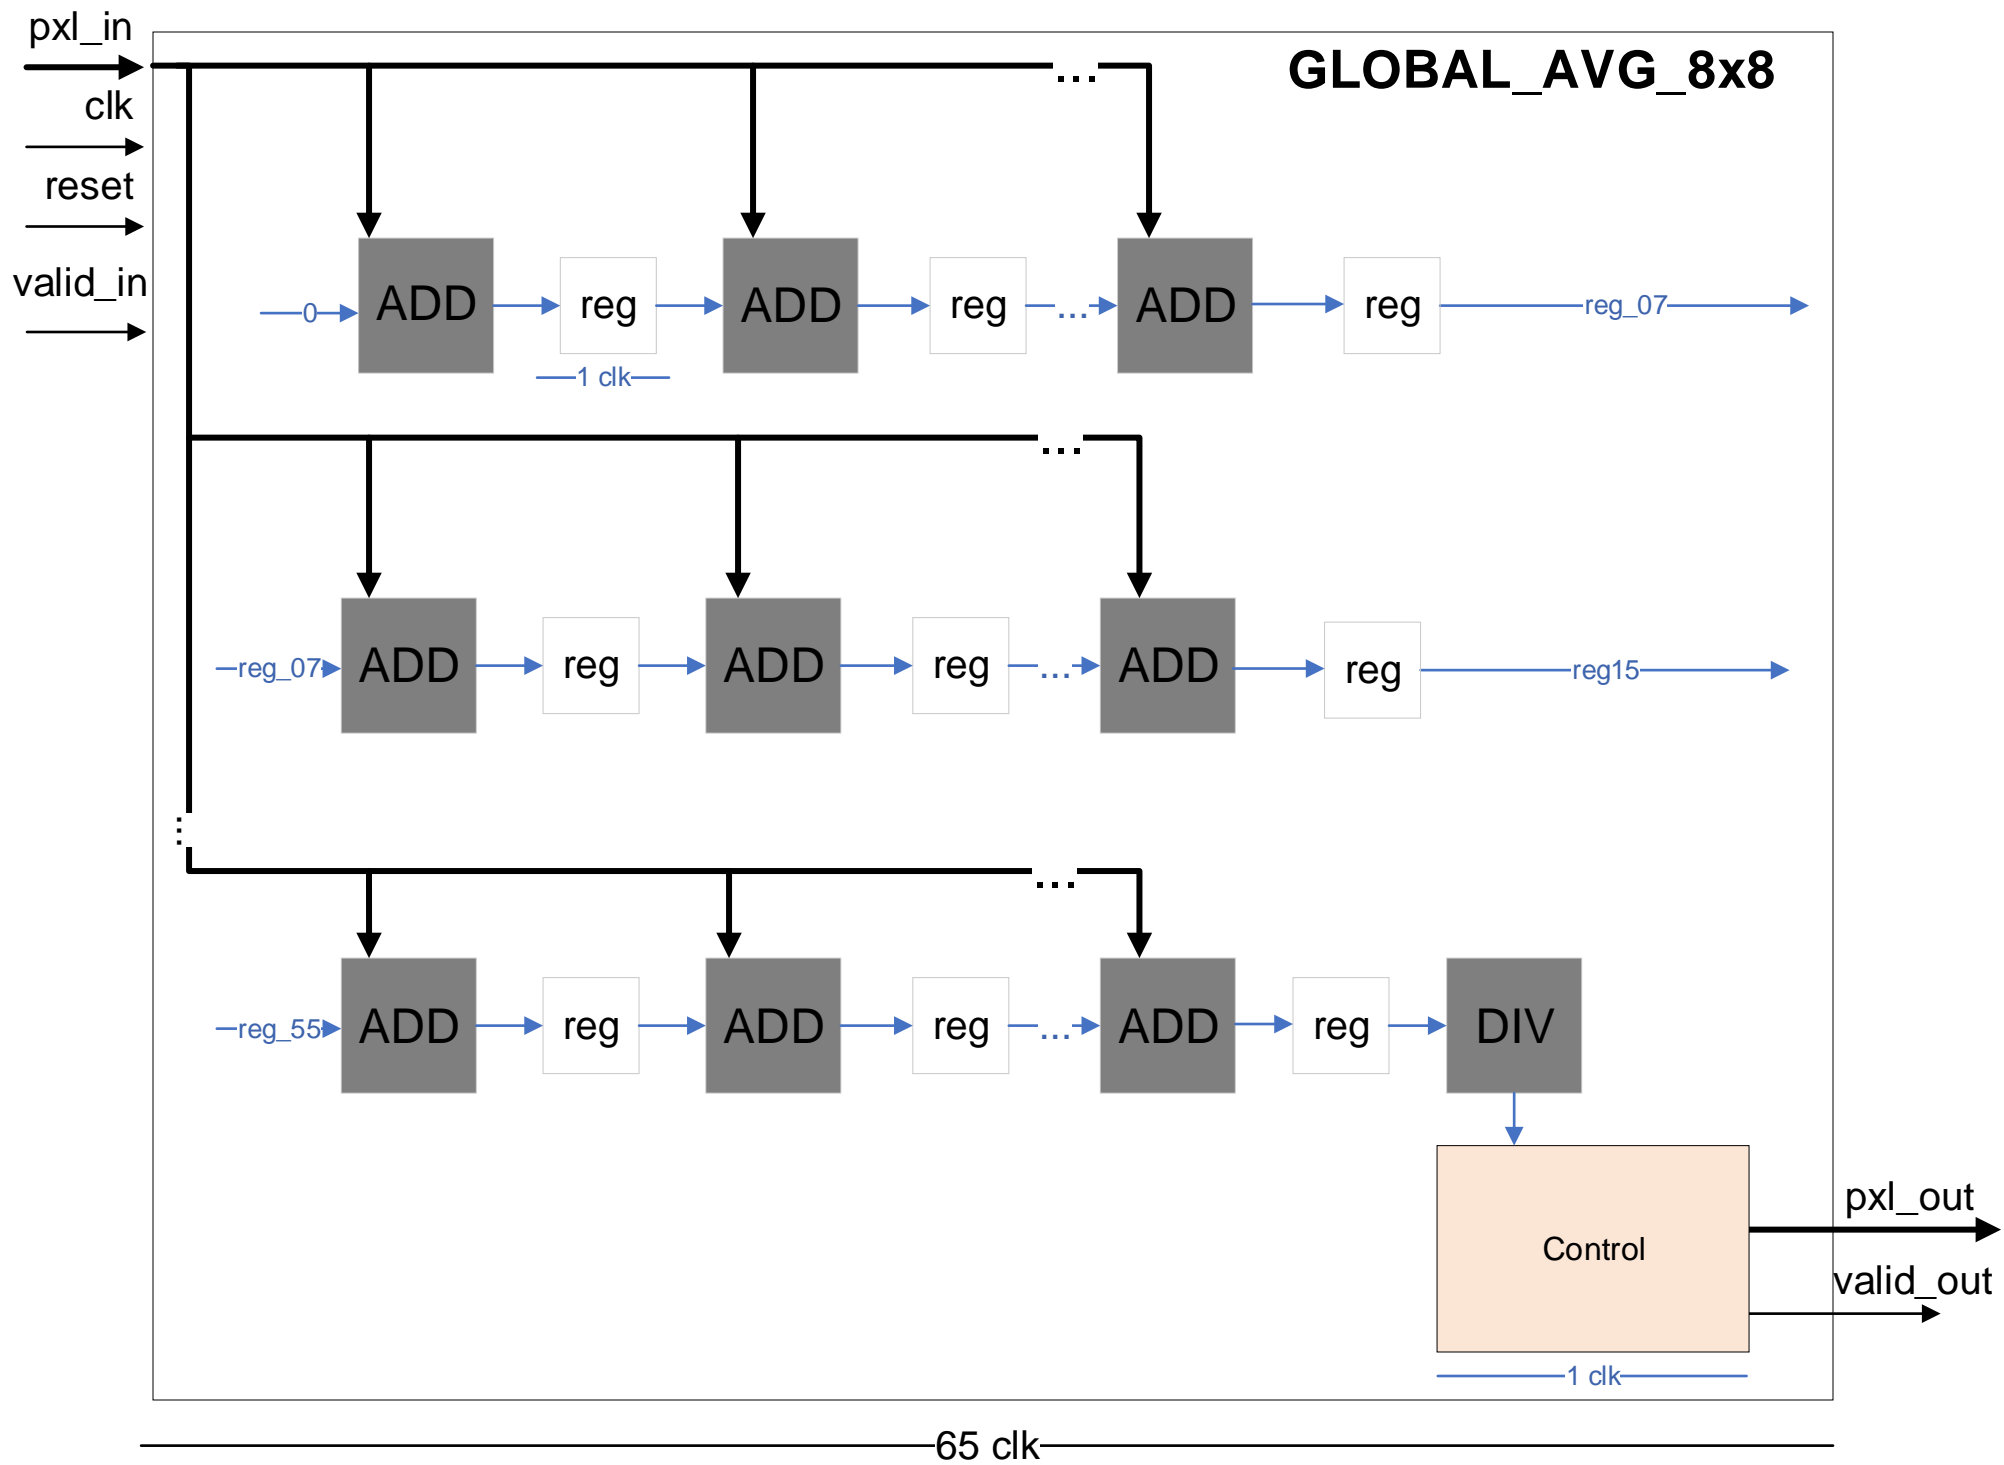 pxl_in
GLOBAL_AVG_8x8
clk
reset
valid_in
...
0 ADD reg ADD reg ... ADD reg reg_07
1 clk
...
reg_07 ADD reg ADD reg ... ADD reg reg15
...
...
reg_55 ADD reg ADD reg ... ADD reg DIV
Control
pxl_out
valid_out
1 clk
65 clk